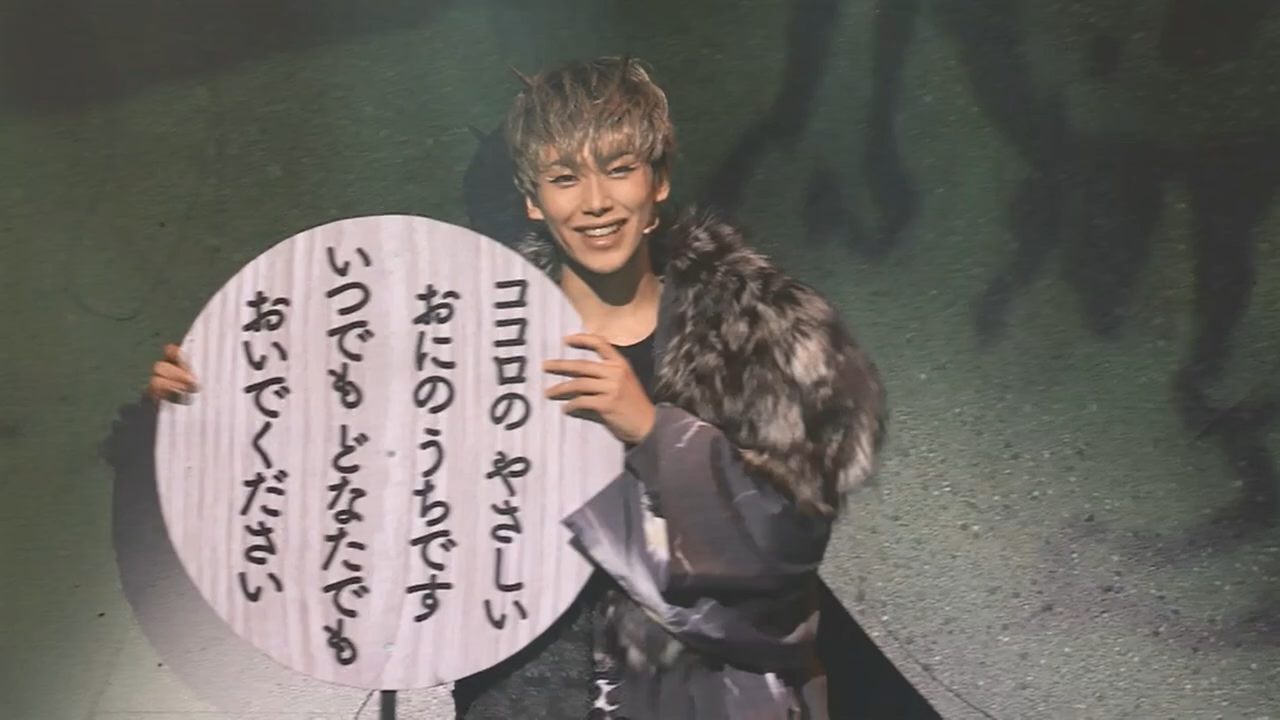 ココロの やさしい
おにのうちです
いつでも どなたでも
おいでください